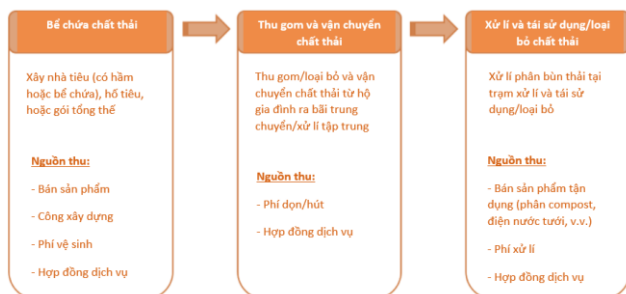 Bể chứa chất thải
Xây nhà tiêu (có hầm
hoặc bể chứa), hố tiêu,
hoặc gói tổng thể
Nguồn thu:
- Bán sản phẩm
- Công xây dựng
- Phí vệ sinh
- Hợp đồng dịch vụ
Thu gom và vận chuyển
chất thải
Thu gom/loại bỏ và vận
chuyển chất thải từ hộ
gia đình ra bãi trung
chuyển/xử lí tập trung
Nguồn thu:
- Phí dọn/hút
- Hợp đồng dịch vụ
Xử lí và tái sử dụng/loại
bỏ chất thải
Xử lí phân bùn thải tại
trạm xử lí và tái sử
dụng/loại bỏ
Nguồn thu:
- Bán sản phẩm tận
dụng (phân compost,
điện nước tưới, v.v.)
- Phí xử lí
- Hợp đồng dịch vụ